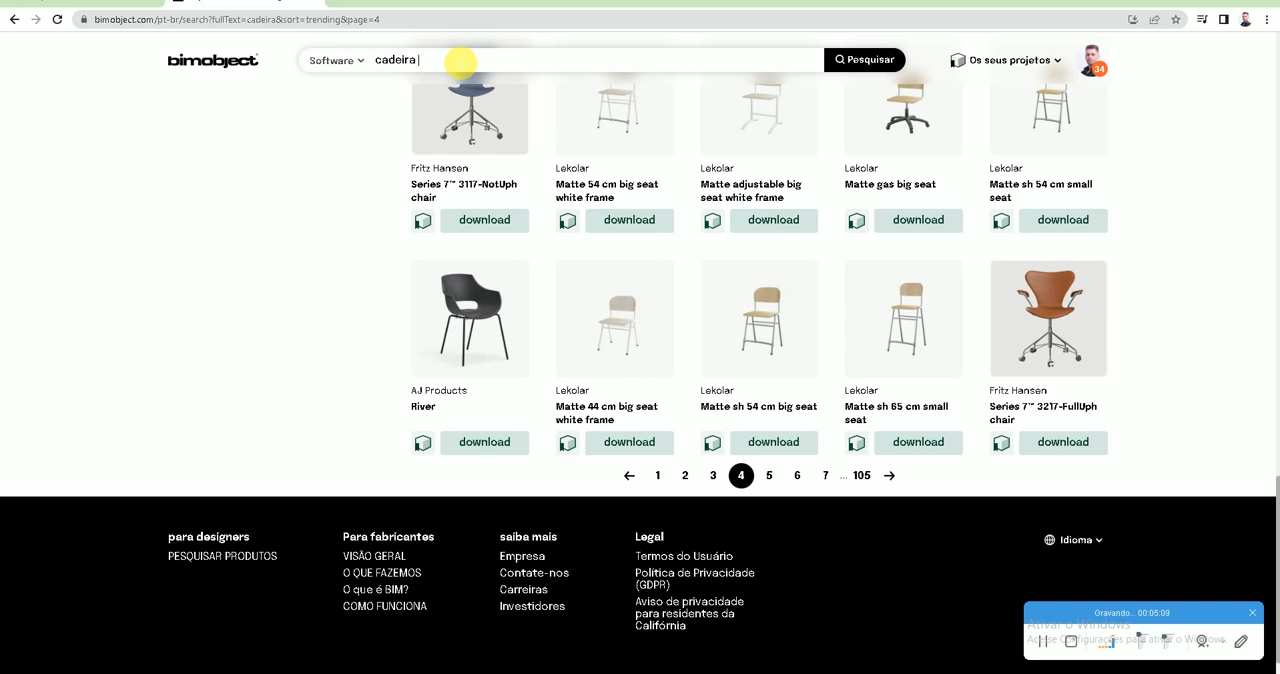 bimobject.com/pt-br/search?fullText=cadeira&sort=trending&page=4
bimobject
Software
cadeira
Pesquisar
Os seus projetos
34
Fritz Hansen
Series 7™ 3117-NotUph
chair
download
Lekolar
Matte 54 cm big seat
white frame
download
Lekolar
Matte adjustable big
seat white frame
download
Lekolar
Matte gas big seat
download
Lekolar
Matte sh 54 cm small
seat
download
AJ Products
River
download
Lekolar
Matte 44 cm big seat
white frame
download
Lekolar
Matte sh 54 cm big seat
download
Lekolar
Matte sh 65 cm small
seat
download
Fritz Hansen
Series 7™ 3217-FullUph
chair
download
1 2 3 4 5 6 7 ... 105
para designers
PESQUISAR PRODUTOS
Para fabricantes
VISÃO GERAL
O QUE FAZEMOS
O que é BIM?
COMO FUNCIONA
saiba mais
Empresa
Contate-nos
Carreiras
Investidores
Legal
Termos do Usuário
Política de Privacidade
(GDPR)
Aviso de privacidade
para residentes da
Califórnia
Idioma
Gravando... 00:05:09
Ativar o Windows
Acesse Configurações para ativar o Windows.